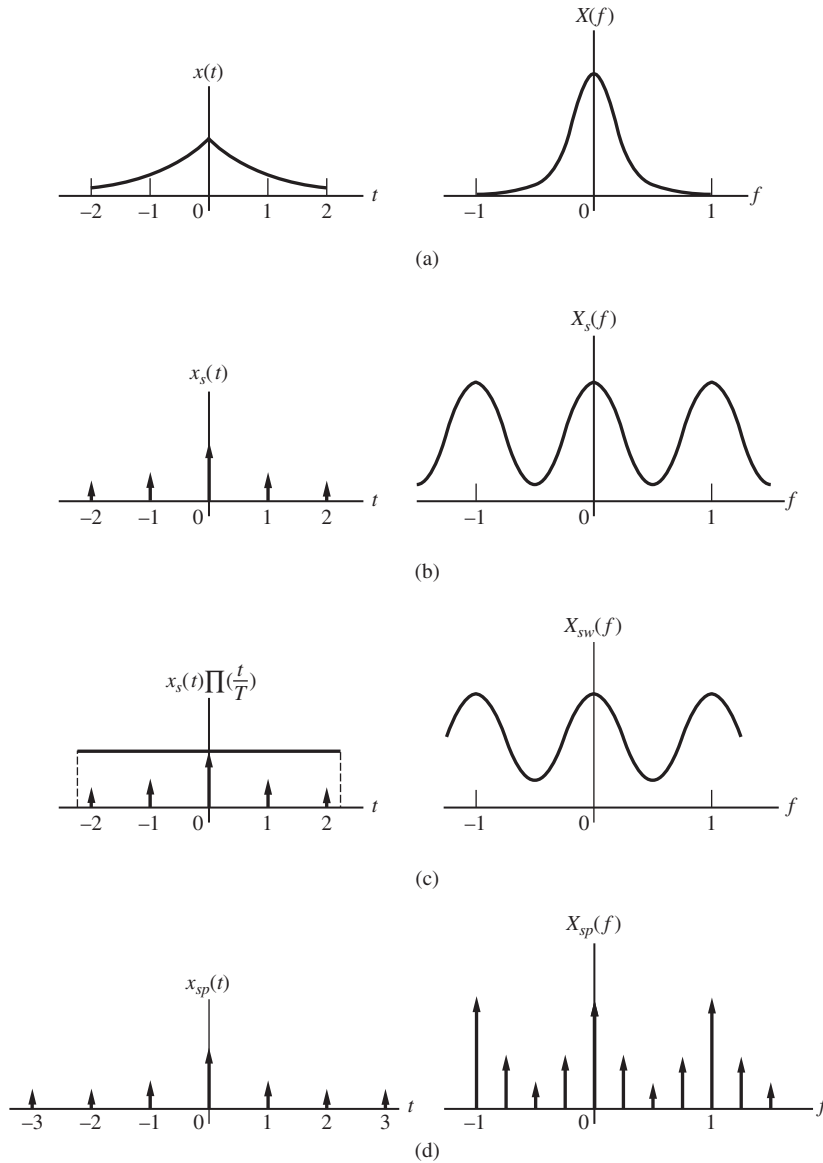 x(t)
X(f)
–2 –1 0 1 2 t
–1 0 1 f
(a)
x_s(t)
X_s(f)
–2 –1 0 1 2 t
–1 0 1 f
(b)
x_s(t)∏(t/T)
X_sw(f)
–2 –1 0 1 2 t
–1 0 1 f
(c)
x_sp(t)
X_sp(f)
–3 –2 –1 0 1 2 3 t
–1 0 1 f
(d)